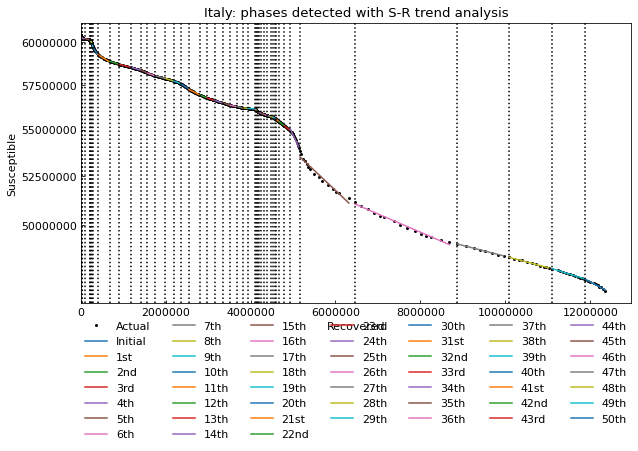 Italy: phases detected with S-R trend analysis
60000000
57500000
55000000
52500000
50000000
Susceptible
0 2000000 4000000 6000000 8000000 10000000 12000000
Recovered
Actual 7th 15th 23rd 30th 37th 44th
Initial 8th 16th 24th 31st 38th 45th
1st 9th 17th 25th 32nd 39th 46th
2nd 10th 18th 26th 33rd 40th 47th
3rd 11th 19th 27th 34th 41st 48th
4th 12th 20th 28th 35th 42nd 49th
5th 13th 21st 29th 36th 43rd 50th
6th 14th 22nd